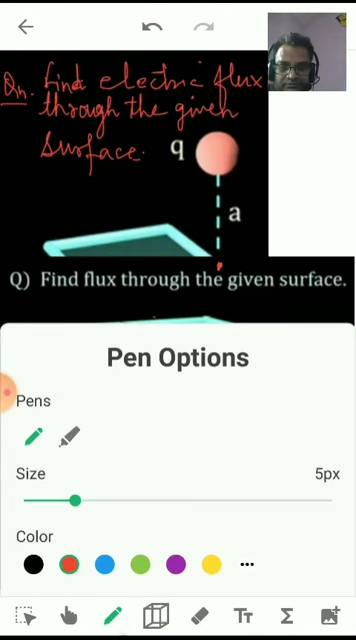 Qn. find electric flux
through the given
surface. q
a
Q) Find flux through the given surface.
Pen Options
Pens
Size 5px
Color
Tт Σ